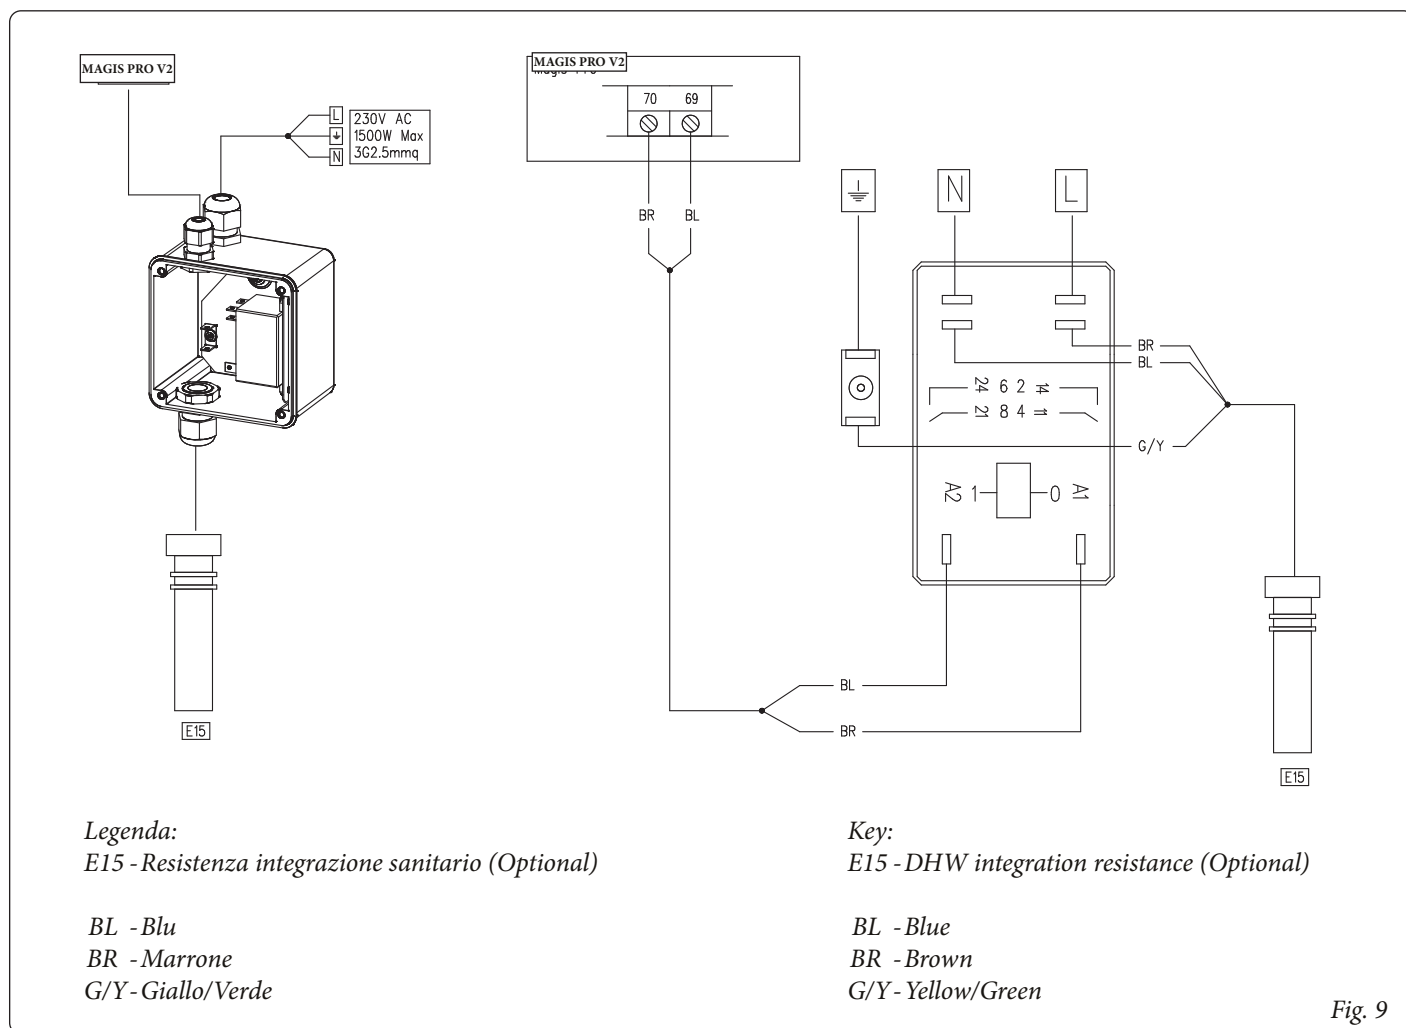 MAGIS PRO V2
L 230V AC
1500W Max
N 3G2.5mmq
E15
MAGIS PRO V2
70 69
BR BL
N L
BR
BL
24 6 2 14
21 8 4 11
G/Y
A2 1 0 A1
BL
BR
E15
Legenda:
E15 - Resistenza integrazione sanitario (Optional)
BL - Blu
BR - Marrone
G/Y - Giallo/Verde
Key:
E15 - DHW integration resistance (Optional)
BL - Blue
BR - Brown
G/Y - Yellow/Green
Fig. 9